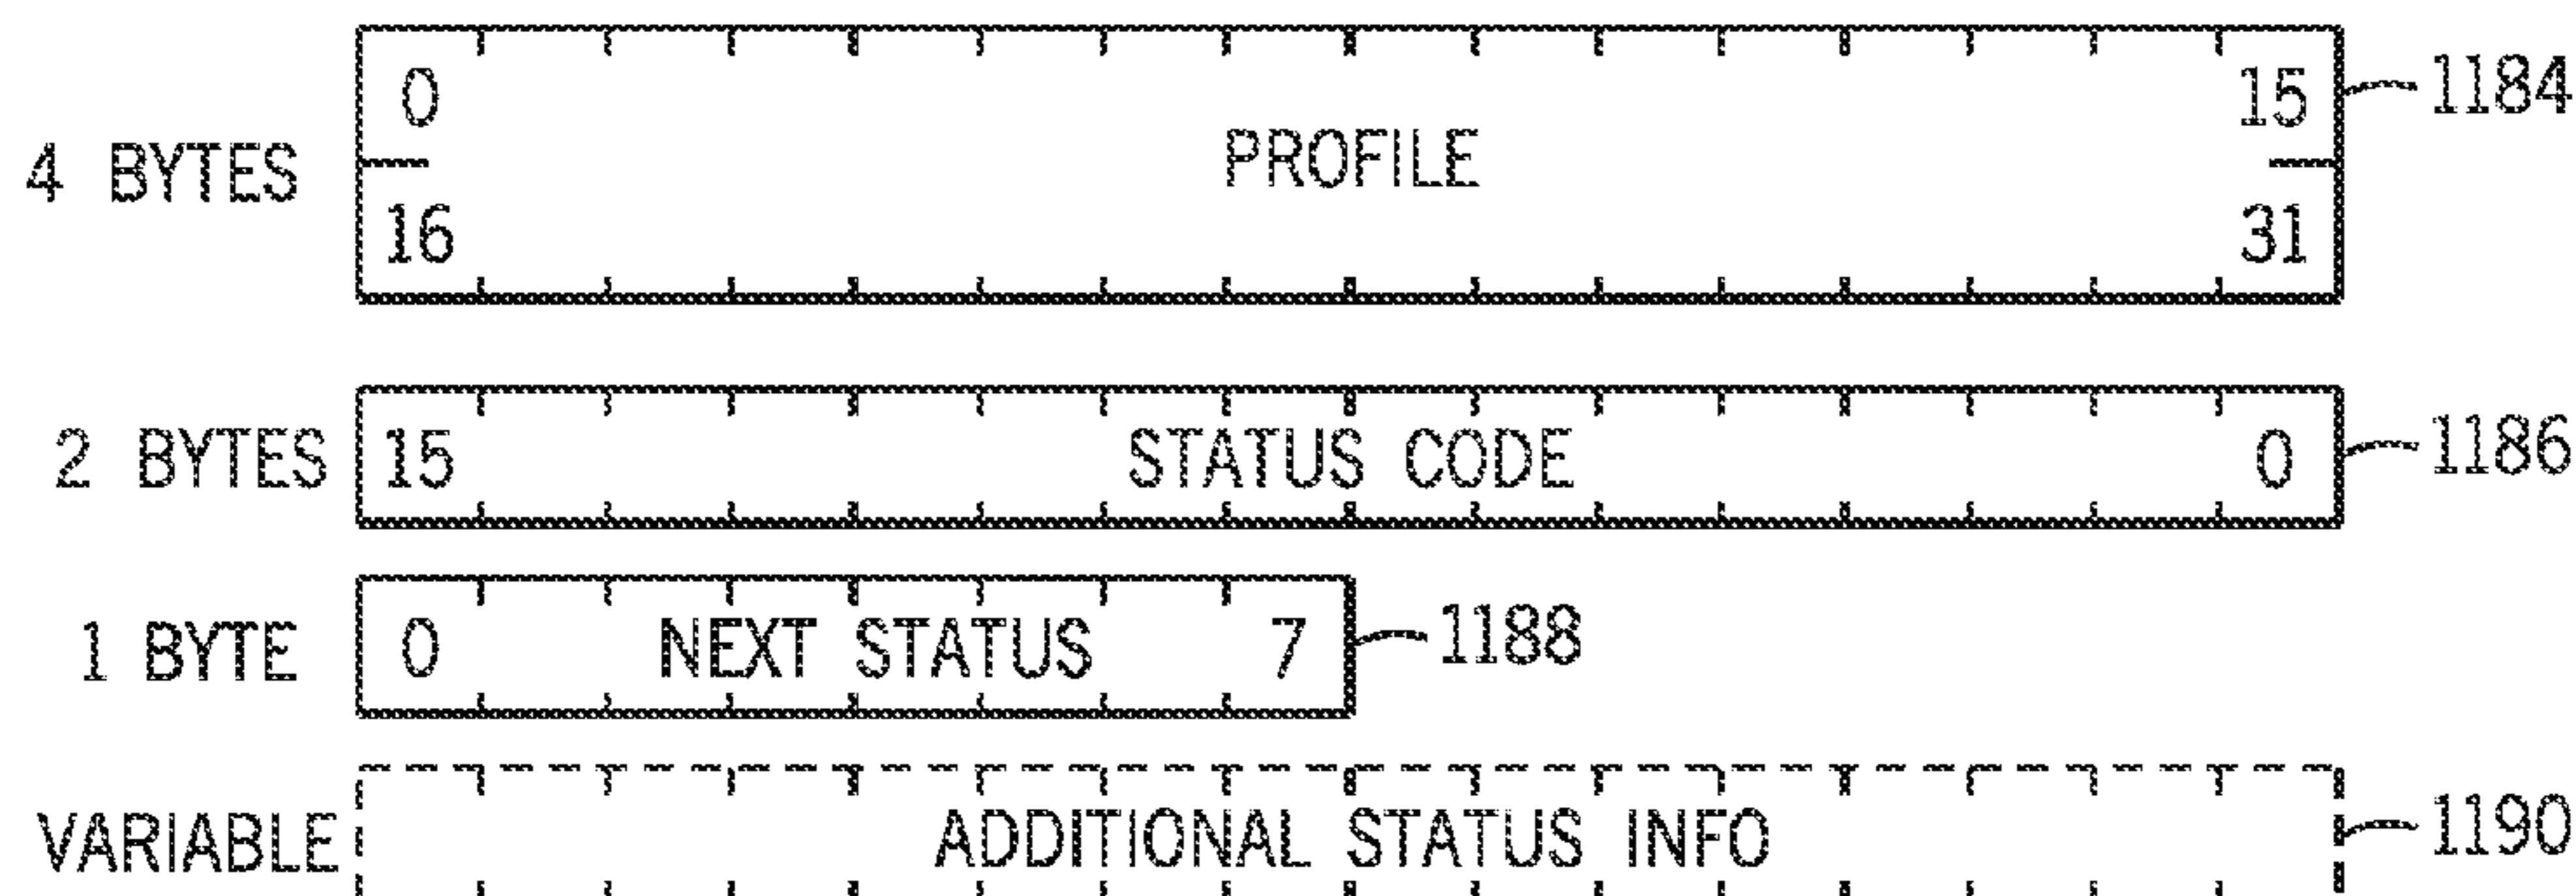 0 15 1184
4 BYTES PROFILE
16 31
2 BYTES 15 STATUS CODE 0 1186
1 BYTE 0 NEXT STATUS 7 1188
VARIABLE ADDITIONAL STATUS INFO 1190